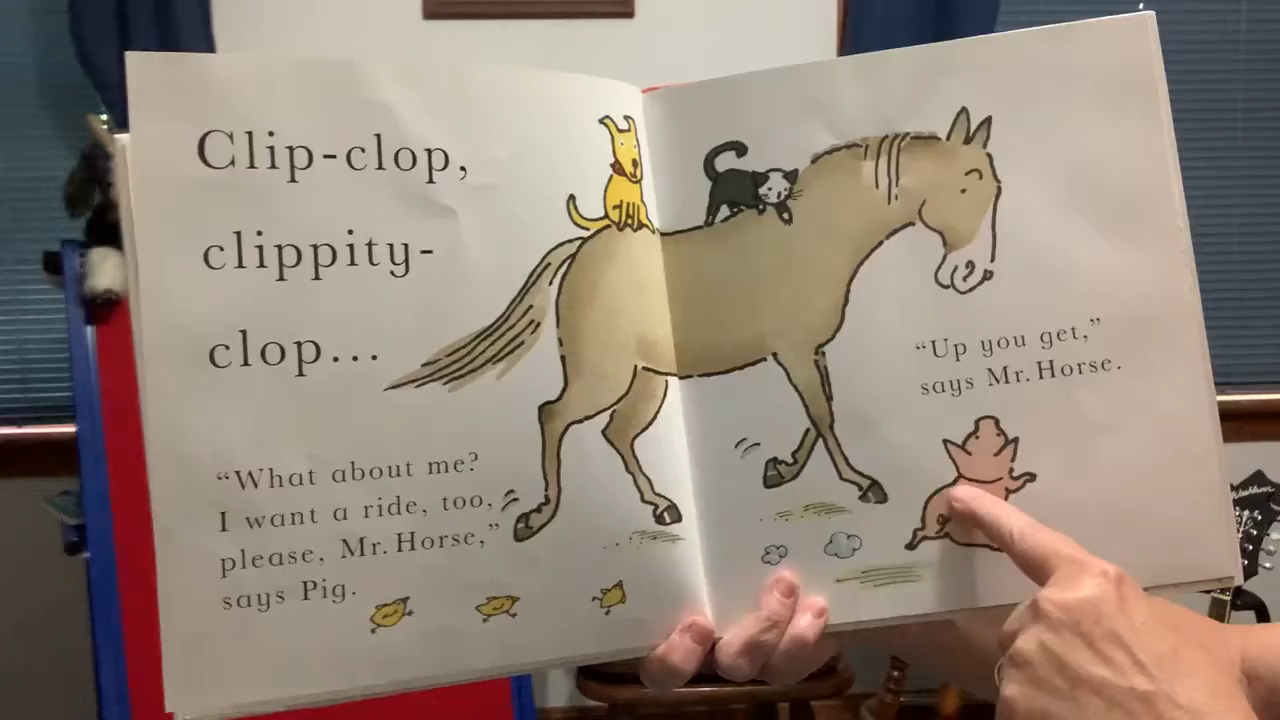 Clip-clop,
clippity-
clop...
"What about me?
I want a ride, too,
please, Mr. Horse,"
says Pig.
"Up you get,"
says Mr. Horse.
Washburn